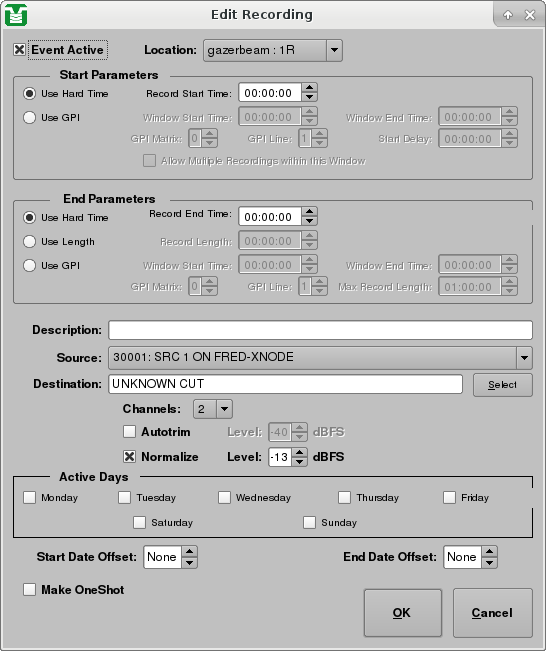 Edit Recording
Event Active Location: gazerbeam : 1R
Start Parameters
Use Hard Time Record Start Time: 00:00:00
Use GPI Window Start Time: 00:00:00 Window End Time: 00:00:00
GPI Matrix: 0 GPI Line: 1 Start Delay: 00:00:00
Allow Multiple Recordings within this Window
End Parameters
Use Hard Time Record End Time: 00:00:00
Use Length Record Length: 00:00:00
Use GPI Window Start Time: 00:00:00 Window End Time: 00:00:00
GPI Matrix: 0 GPI Line: 1 Max Record Length: 01:00:00
Description:
Source: 30001: SRC 1 ON FRED-XNODE
Destination: UNKNOWN CUT Select
Channels: 2
Autotrim Level: -40 dBFS
Normalize Level: -13 dBFS
Active Days
Monday Tuesday Wednesday Thursday Friday
Saturday Sunday
Start Date Offset: None End Date Offset: None
Make OneShot
OK Cancel